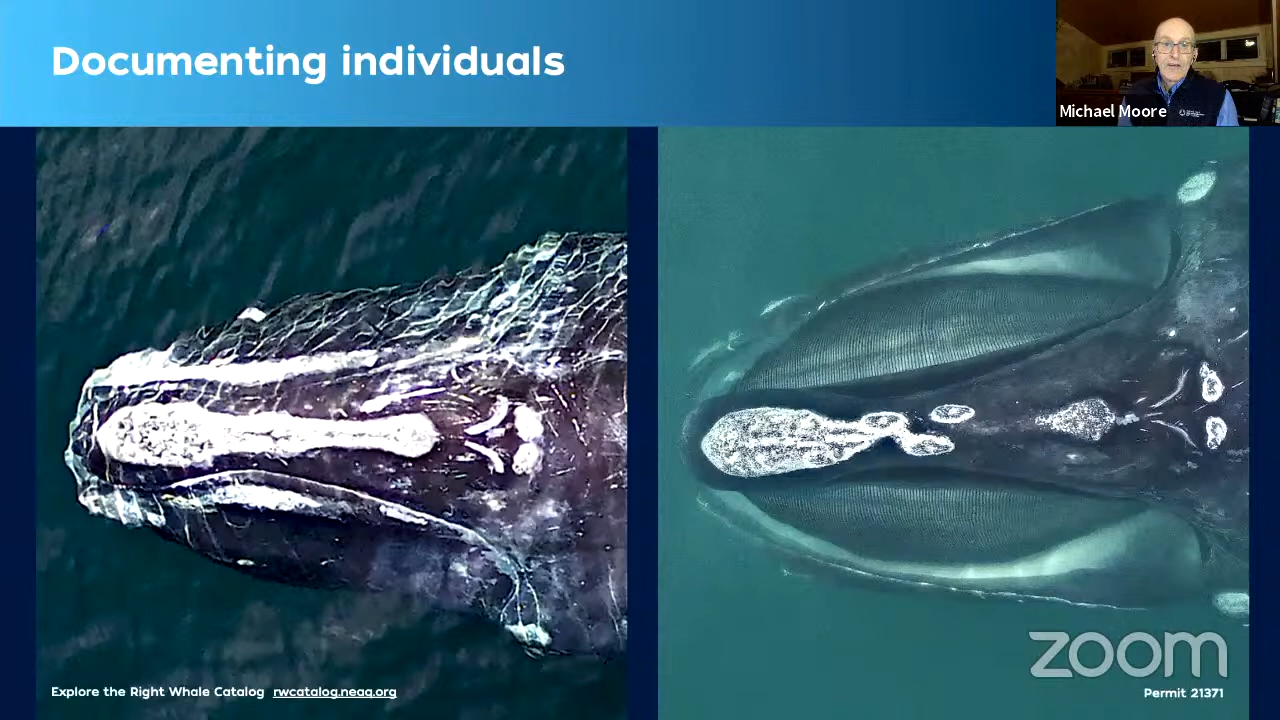 Documenting individuals
Michael Moore
zoom
Explore the Right Whale Catalog rwcatalog.neaq.org
Permit 21371